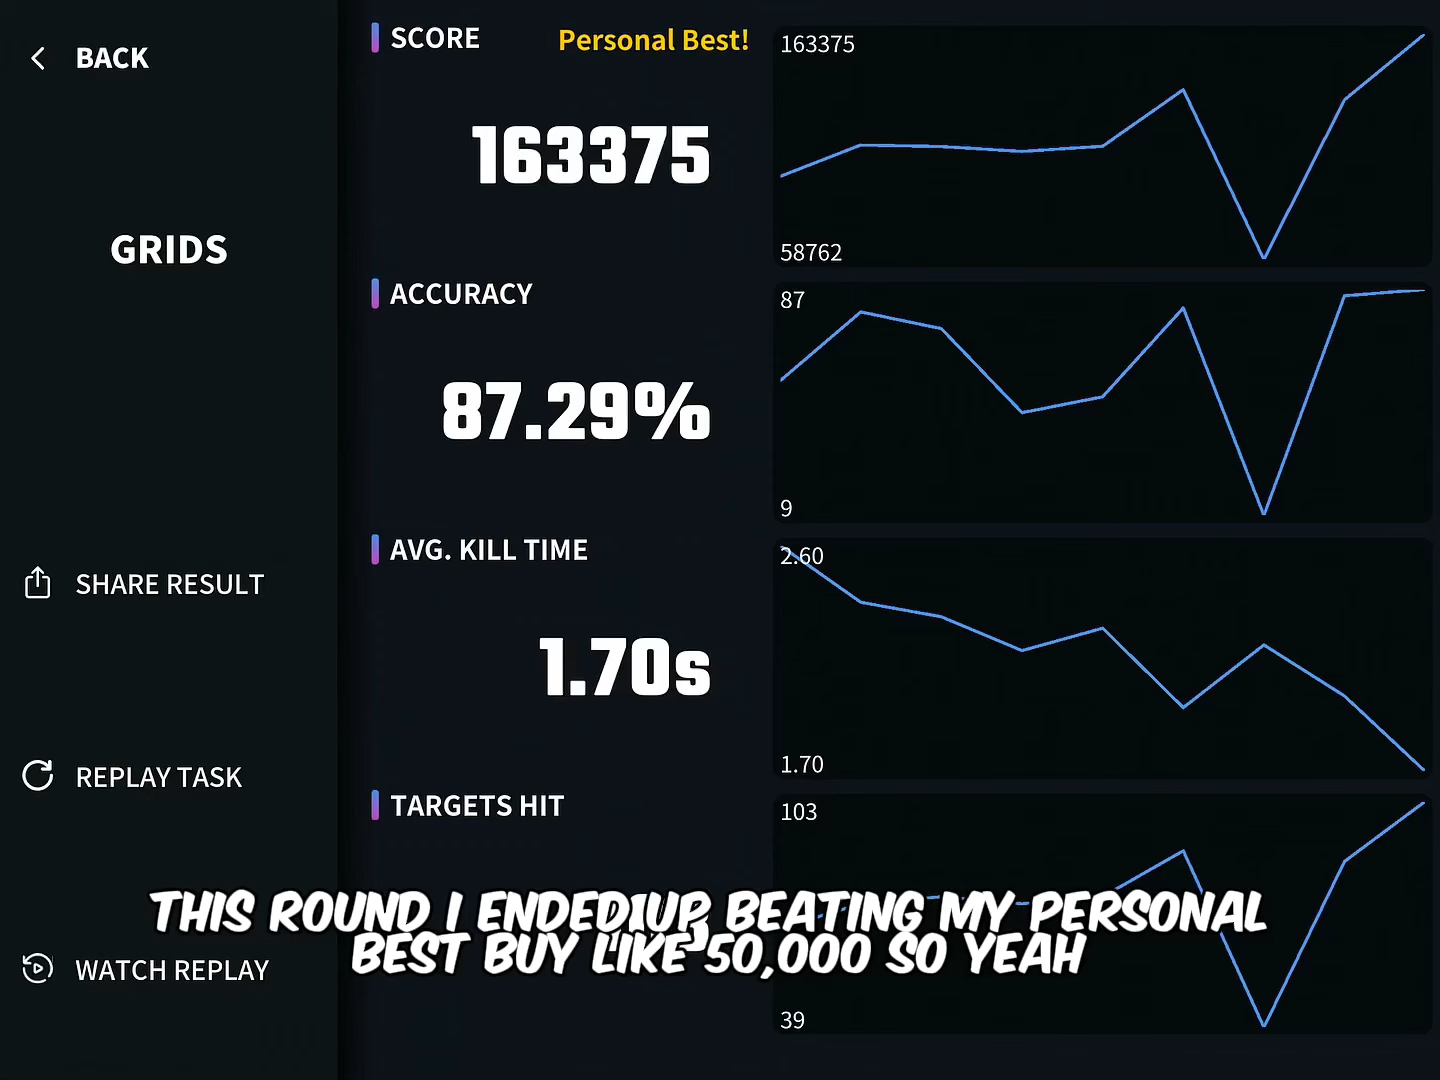 BACK
GRIDS
SHARE RESULT
REPLAY TASK
WATCH REPLAY
SCORE
Personal Best!
163375
163375
58762
ACCURACY
87.29%
87
9
AVG. KILL TIME
1.70s
2.60
1.70
TARGETS HIT
103
39
THIS ROUND I ENDED UP BEATING MY PERSONAL
BEST BUY LIKE 50,000 SO YEAH